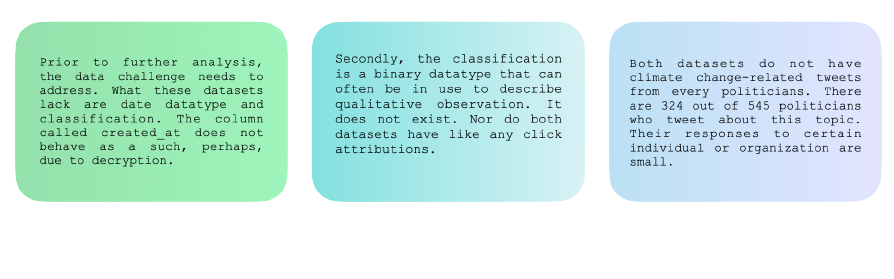 Prior to further analysis,
the data challenge needs to
address. What these datasets
lack are date datatype and
classification. The column
called created_at does not
behave as a such, perhaps,
due to decryption.
Secondly, the classification
is a binary datatype that can
often be in use to describe
qualitative observation. It
does not exist. Nor do both
datasets have like any click
attributions.
Both datasets do not have
climate change-related tweets
from every politicians. There
are 324 out of 545 politicians
who tweet about this topic.
Their responses to certain
individual or organization are
small.